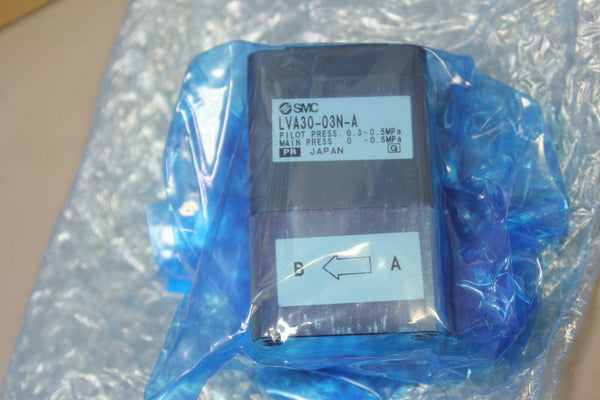 SMC
LVA30-03N-A
PILOT PRESS. 0.3~0.5MPa
MAIN PRESS. 0 ~0.5MPa
PR JAPAN G
B A